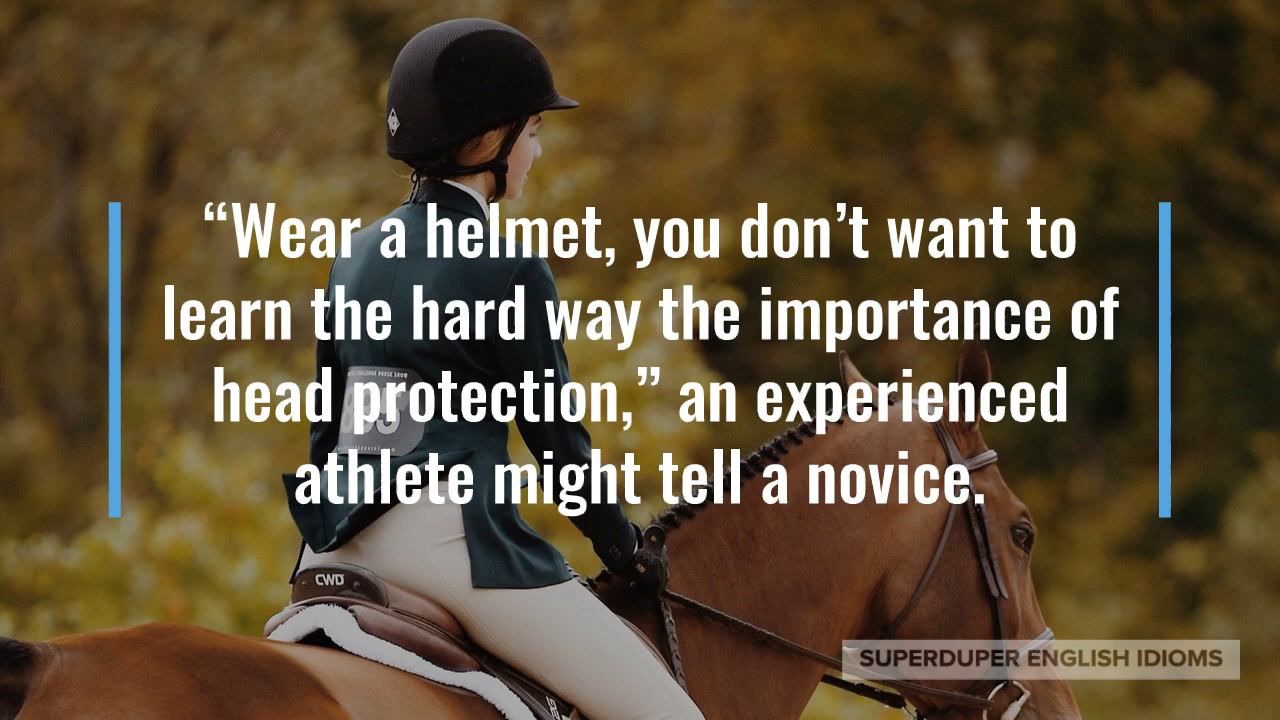 “Wear a helmet, you don’t want to
learn the hard way the importance of
head protection,” an experienced
athlete might tell a novice.
CWD
SUPERDUPER ENGLISH IDIOMS